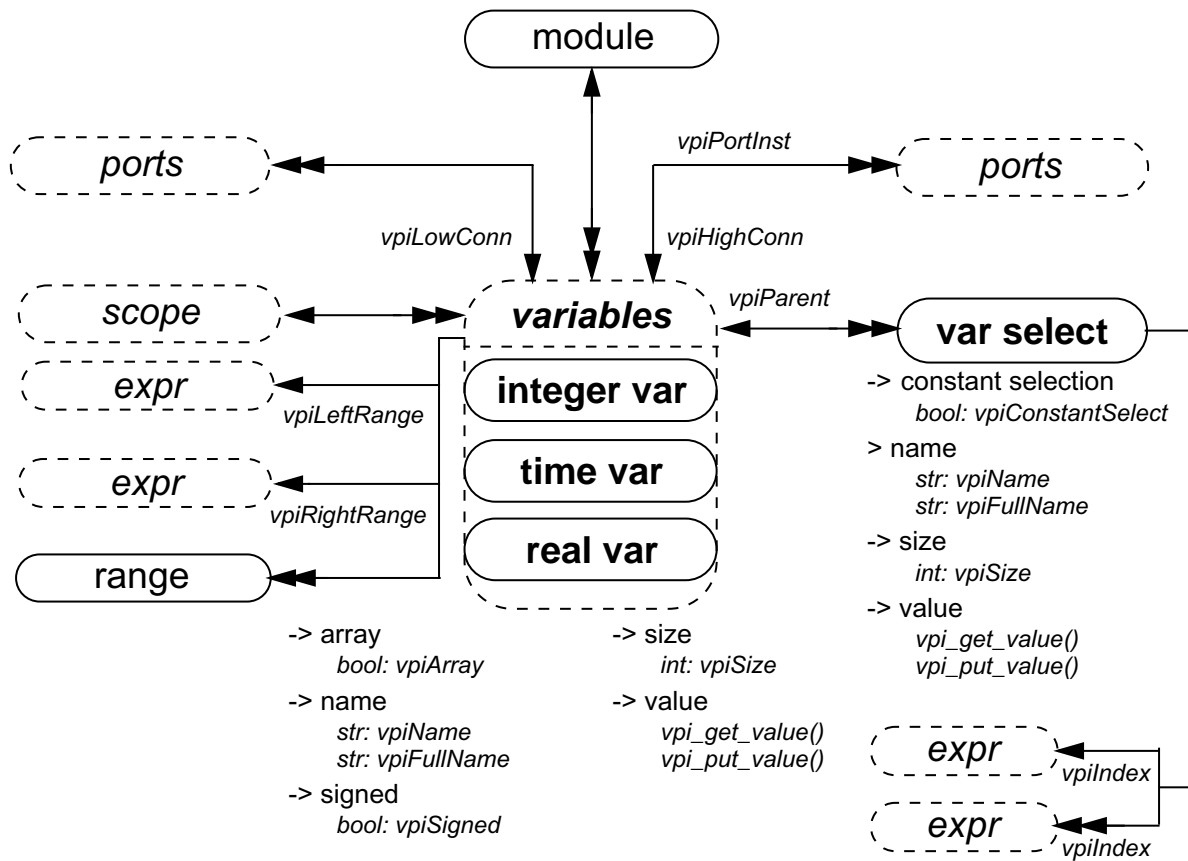 module
ports
vpiPortInst
ports
vpiLowConn
vpiHighConn
scope
variables
vpiParent
var select
expr
vpiLeftRange
integer var
-> constant selection
bool: vpiConstantSelect
> name
str: vpiName
str: vpiFullName
expr
vpiRightRange
time var
real var
range
-> size
int: vpiSize
-> value
vpi_get_value()
vpi_put_value()
-> array
bool: vpiArray
-> name
str: vpiName
str: vpiFullName
-> signed
bool: vpiSigned
-> size
int: vpiSize
-> value
vpi_get_value()
vpi_put_value()
expr
vpiIndex
expr
vpiIndex